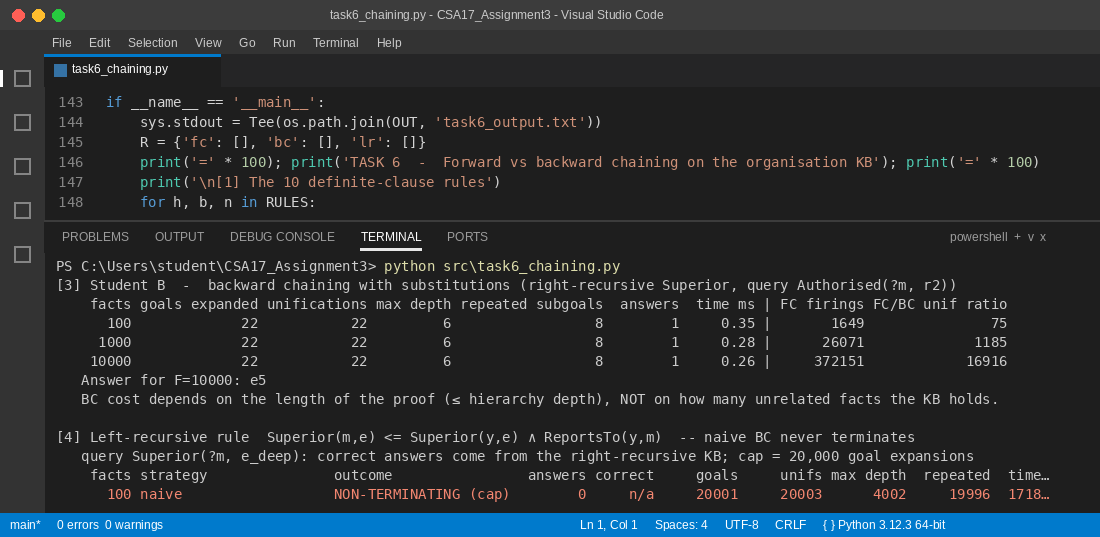 task6_chaining.py - CSA17_Assignment3 - Visual Studio Code
File Edit Selection View Go Run Terminal Help
task6_chaining.py
143 if __name__ == '__main__':
144 sys.stdout = Tee(os.path.join(OUT, 'task6_output.txt'))
145 R = {'fc': [], 'bc': [], 'lr': []}
146 print('=' * 100); print('TASK 6  -  Forward vs backward chaining on the organisation KB'); print('=' * 100)
147 print('\n[1] The 10 definite-clause rules')
148 for h, b, n in RULES:
PROBLEMS OUTPUT DEBUG CONSOLE TERMINAL PORTS powershell + v x
PS C:\Users\student\CSA17_Assignment3> python src\task6_chaining.py
[3] Student B  -  backward chaining with substitutions (right-recursive Superior, query Authorised(?m, r2))
facts goals expanded unifications max depth repeated subgoals  answers  time ms | FC firings FC/BC unif ratio
100 22 22 6 8 1 0.35 | 1649 75
1000 22 22 6 8 1 0.28 | 26071 1185
10000 22 22 6 8 1 0.26 | 372151 16916
Answer for F=10000: e5
BC cost depends on the length of the proof (≤ hierarchy depth), NOT on how many unrelated facts the KB holds.
[4] Left-recursive rule  Superior(m,e) <= Superior(y,e) ∧ ReportsTo(y,m)  -- naive BC never terminates
query Superior(?m, e_deep): correct answers come from the right-recursive KB; cap = 20,000 goal expansions
facts strategy outcome answers correct goals unifs max depth repeated time…
100 naive NON-TERMINATING (cap) 0 n/a 20001 20003 4002 19996 1718…
main* 0 errors 0 warnings Ln 1, Col 1 Spaces: 4 UTF-8 CRLF { } Python 3.12.3 64-bit